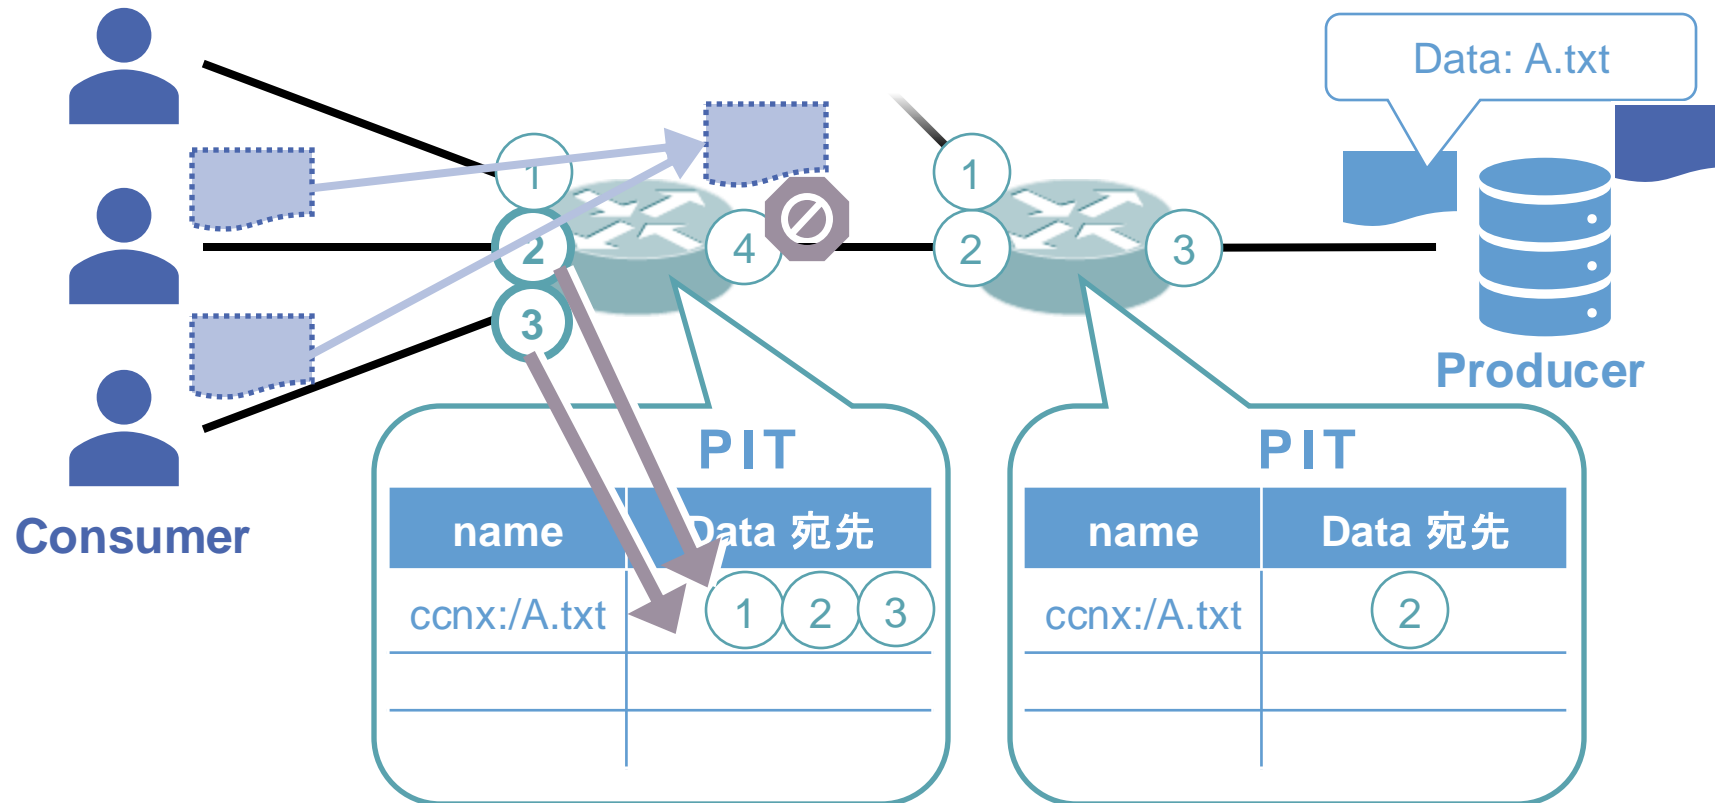 Data: A.txt
1
2
3
4
1
2
3
Producer
Consumer
PIT
name Data 宛先
ccnx:/A.txt 1 2 3
PIT
name Data 宛先
ccnx:/A.txt 2